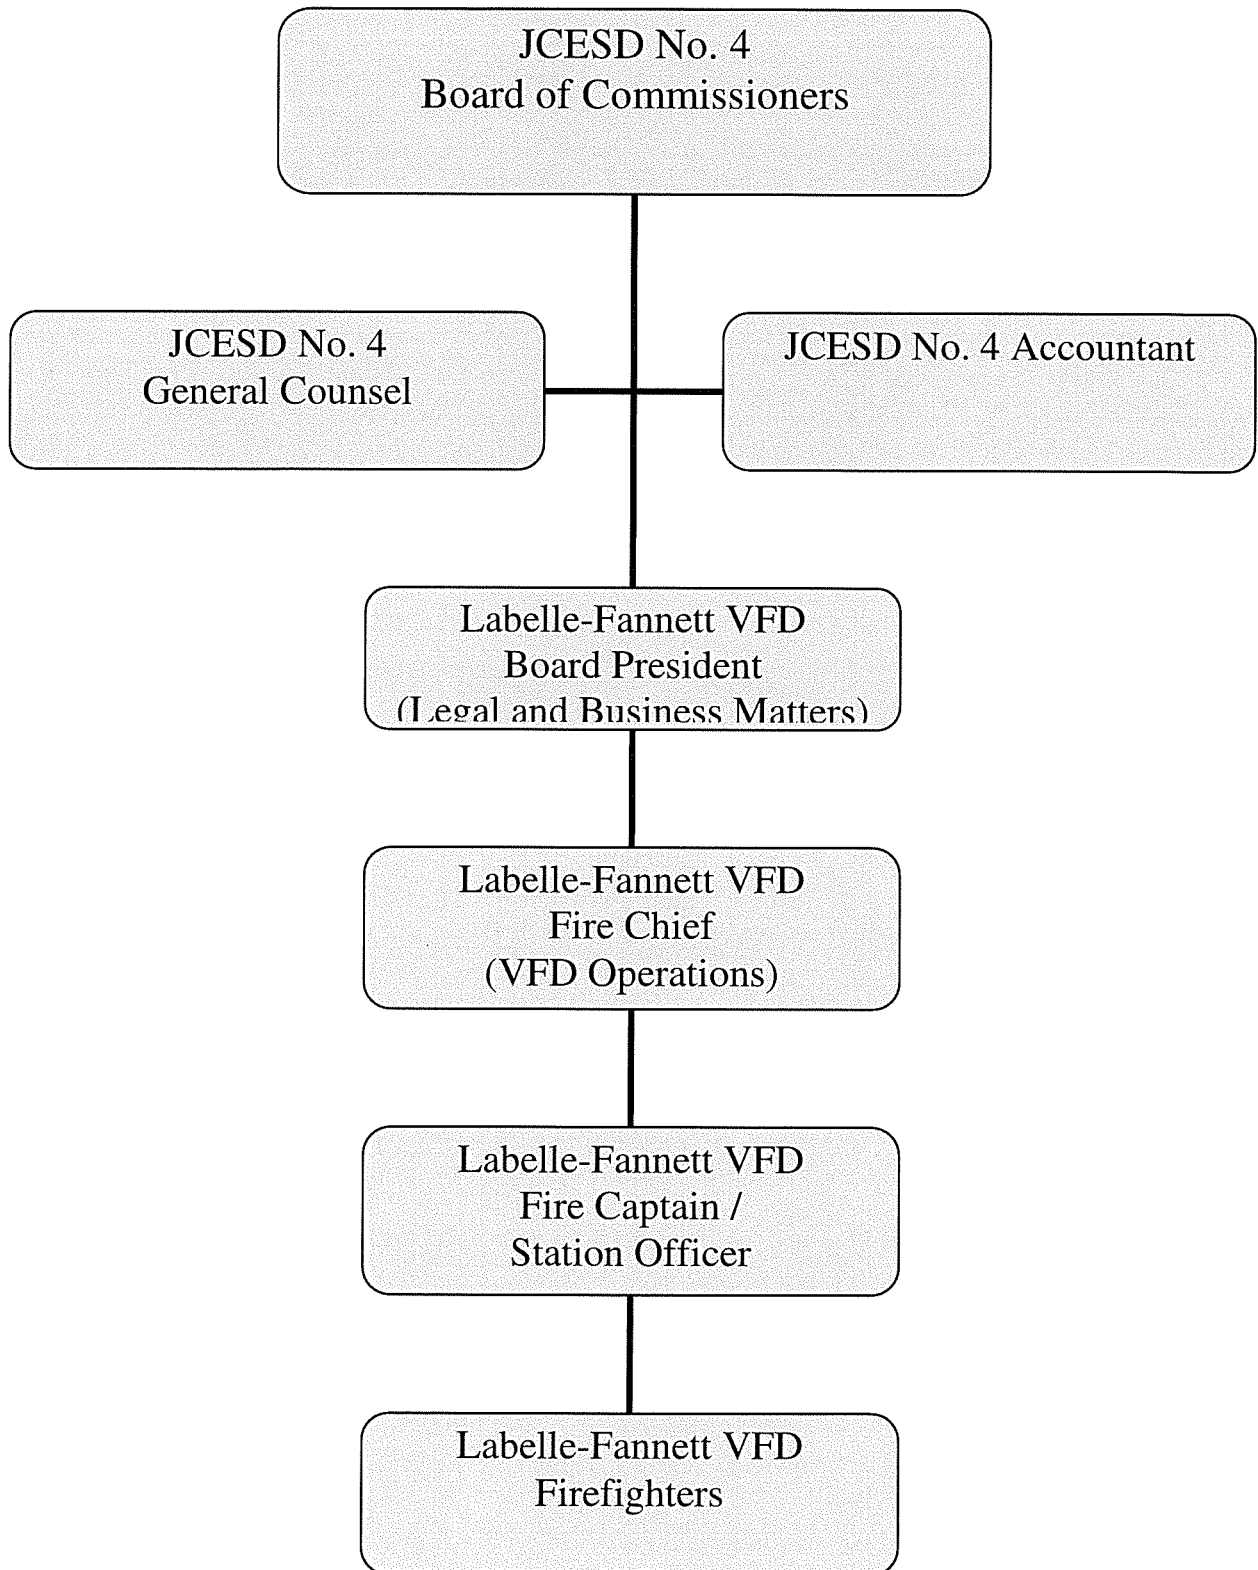 JCESD No. 4
Board of Commissioners
JCESD No. 4
General Counsel
JCESD No. 4 Accountant
Labelle-Fannett VFD
Board President
(Legal and Business Matters)
Labelle-Fannett VFD
Fire Chief
(VFD Operations)
Labelle-Fannett VFD
Fire Captain /
Station Officer
Labelle-Fannett VFD
Firefighters